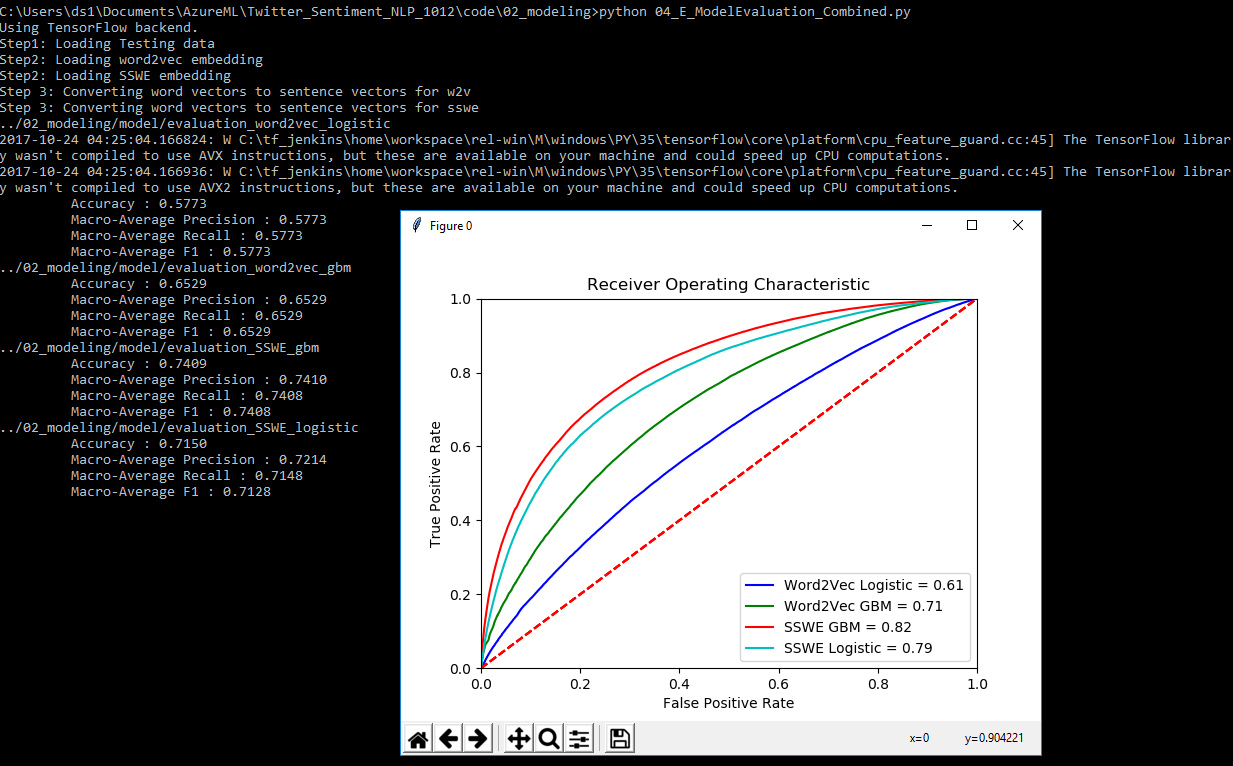 C:\Users\ds1\Documents\AzureML\Twitter_Sentiment_NLP_1012\code\02_modeling>python 04_E_ModelEvaluation_Combined.py
Using TensorFlow backend.
Step1: Loading Testing data
Step2: Loading word2vec embedding
Step2: Loading SSWE embedding
Step 3: Converting word vectors to sentence vectors for w2v
Step 3: Converting word vectors to sentence vectors for sswe
../02_modeling/model/evaluation_word2vec_logistic
2017-10-24 04:25:04.166824: W C:\tf_jenkins\home\workspace\rel-win\M\windows\PY\35\tensorflow\core\platform\cpu_feature_guard.cc:45] The TensorFlow librar
y wasn't compiled to use AVX instructions, but these are available on your machine and could speed up CPU computations.
2017-10-24 04:25:04.166936: W C:\tf_jenkins\home\workspace\rel-win\M\windows\PY\35\tensorflow\core\platform\cpu_feature_guard.cc:45] The TensorFlow librar
y wasn't compiled to use AVX2 instructions, but these are available on your machine and could speed up CPU computations.
Accuracy : 0.5773
Macro-Average Precision : 0.5773
Macro-Average Recall : 0.5773
Macro-Average F1 : 0.5773
../02_modeling/model/evaluation_word2vec_gbm
Accuracy : 0.6529
Macro-Average Precision : 0.6529
Macro-Average Recall : 0.6529
Macro-Average F1 : 0.6529
../02_modeling/model/evaluation_SSWE_gbm
Accuracy : 0.7409
Macro-Average Precision : 0.7410
Macro-Average Recall : 0.7408
Macro-Average F1 : 0.7408
../02_modeling/model/evaluation_SSWE_logistic
Accuracy : 0.7150
Macro-Average Precision : 0.7214
Macro-Average Recall : 0.7148
Macro-Average F1 : 0.7128
Figure 0
Receiver Operating Characteristic
True Positive Rate
1.0
0.8
0.6
0.4
0.2
0.0
Word2Vec Logistic = 0.61
Word2Vec GBM = 0.71
SSWE GBM = 0.82
SSWE Logistic = 0.79
0.0 0.2 0.4 0.6 0.8 1.0
False Positive Rate
x=0 y=0.904221